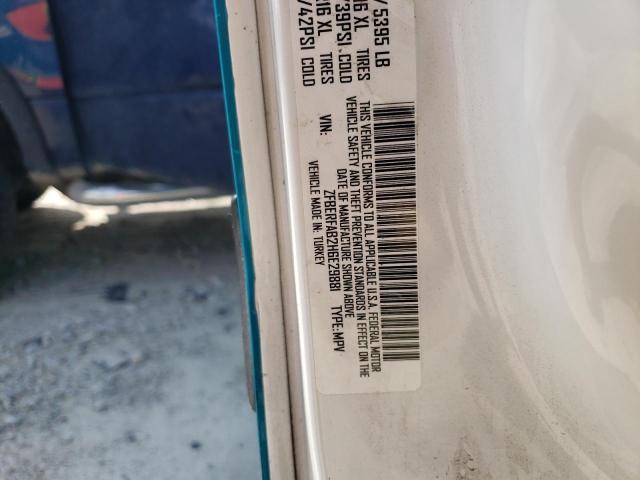 / 5395 LB
16 XL TIRES
/39PSI COLD
16 XL TIRES
/42PSI COLD
THIS VEHICLE CONFORMS TO ALL APPLICABLE U.S.A. FEDERAL MOTOR
VEHICLE SAFETY AND THEFT PREVENTION STANDARDS IN EFFECT ON THE
DATE OF MANUFACTURE SHOWN ABOVE
VIN: ZFBERFAB2H6E29881 TYPE: MPV
VEHICLE MADE IN: TURKEY